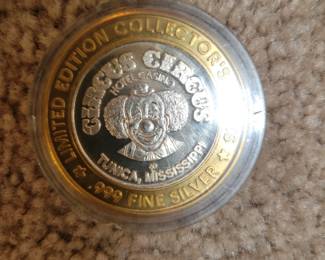 LIMITED EDITION COLLECTOR'S
CIRCUS CIRCUS
HOTEL·CASINO
TUNICA, MISSISSIPPI
.999 FINE SILVER